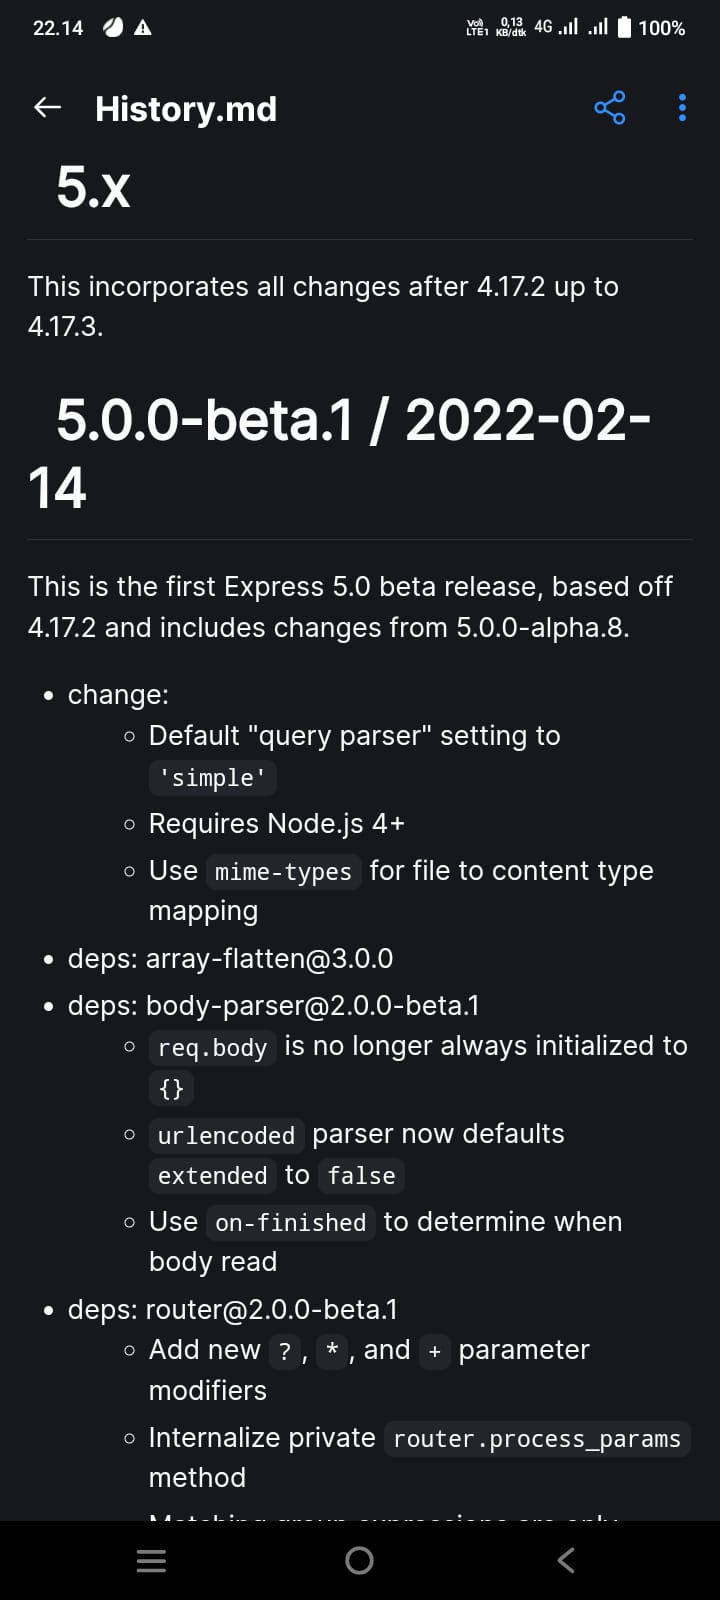 22.14
Vo))
LTE1
0,13
KB/dtk
4G
100%
History.md
5.x
This incorporates all changes after 4.17.2 up to
4.17.3.
5.0.0-beta.1 / 2022-02-
14
This is the first Express 5.0 beta release, based off
4.17.2 and includes changes from 5.0.0-alpha.8.
• change:
◦ Default "query parser" setting to
'simple'
◦ Requires Node.js 4+
◦ Use mime-types for file to content type
mapping
• deps: array-flatten@3.0.0
• deps: body-parser@2.0.0-beta.1
◦ req.body is no longer always initialized to
{}
◦ urlencoded parser now defaults
extended to false
◦ Use on-finished to determine when
body read
• deps: router@2.0.0-beta.1
◦ Add new ?, *, and + parameter
modifiers
◦ Internalize private router.process_params
method
Matching group expressions are only